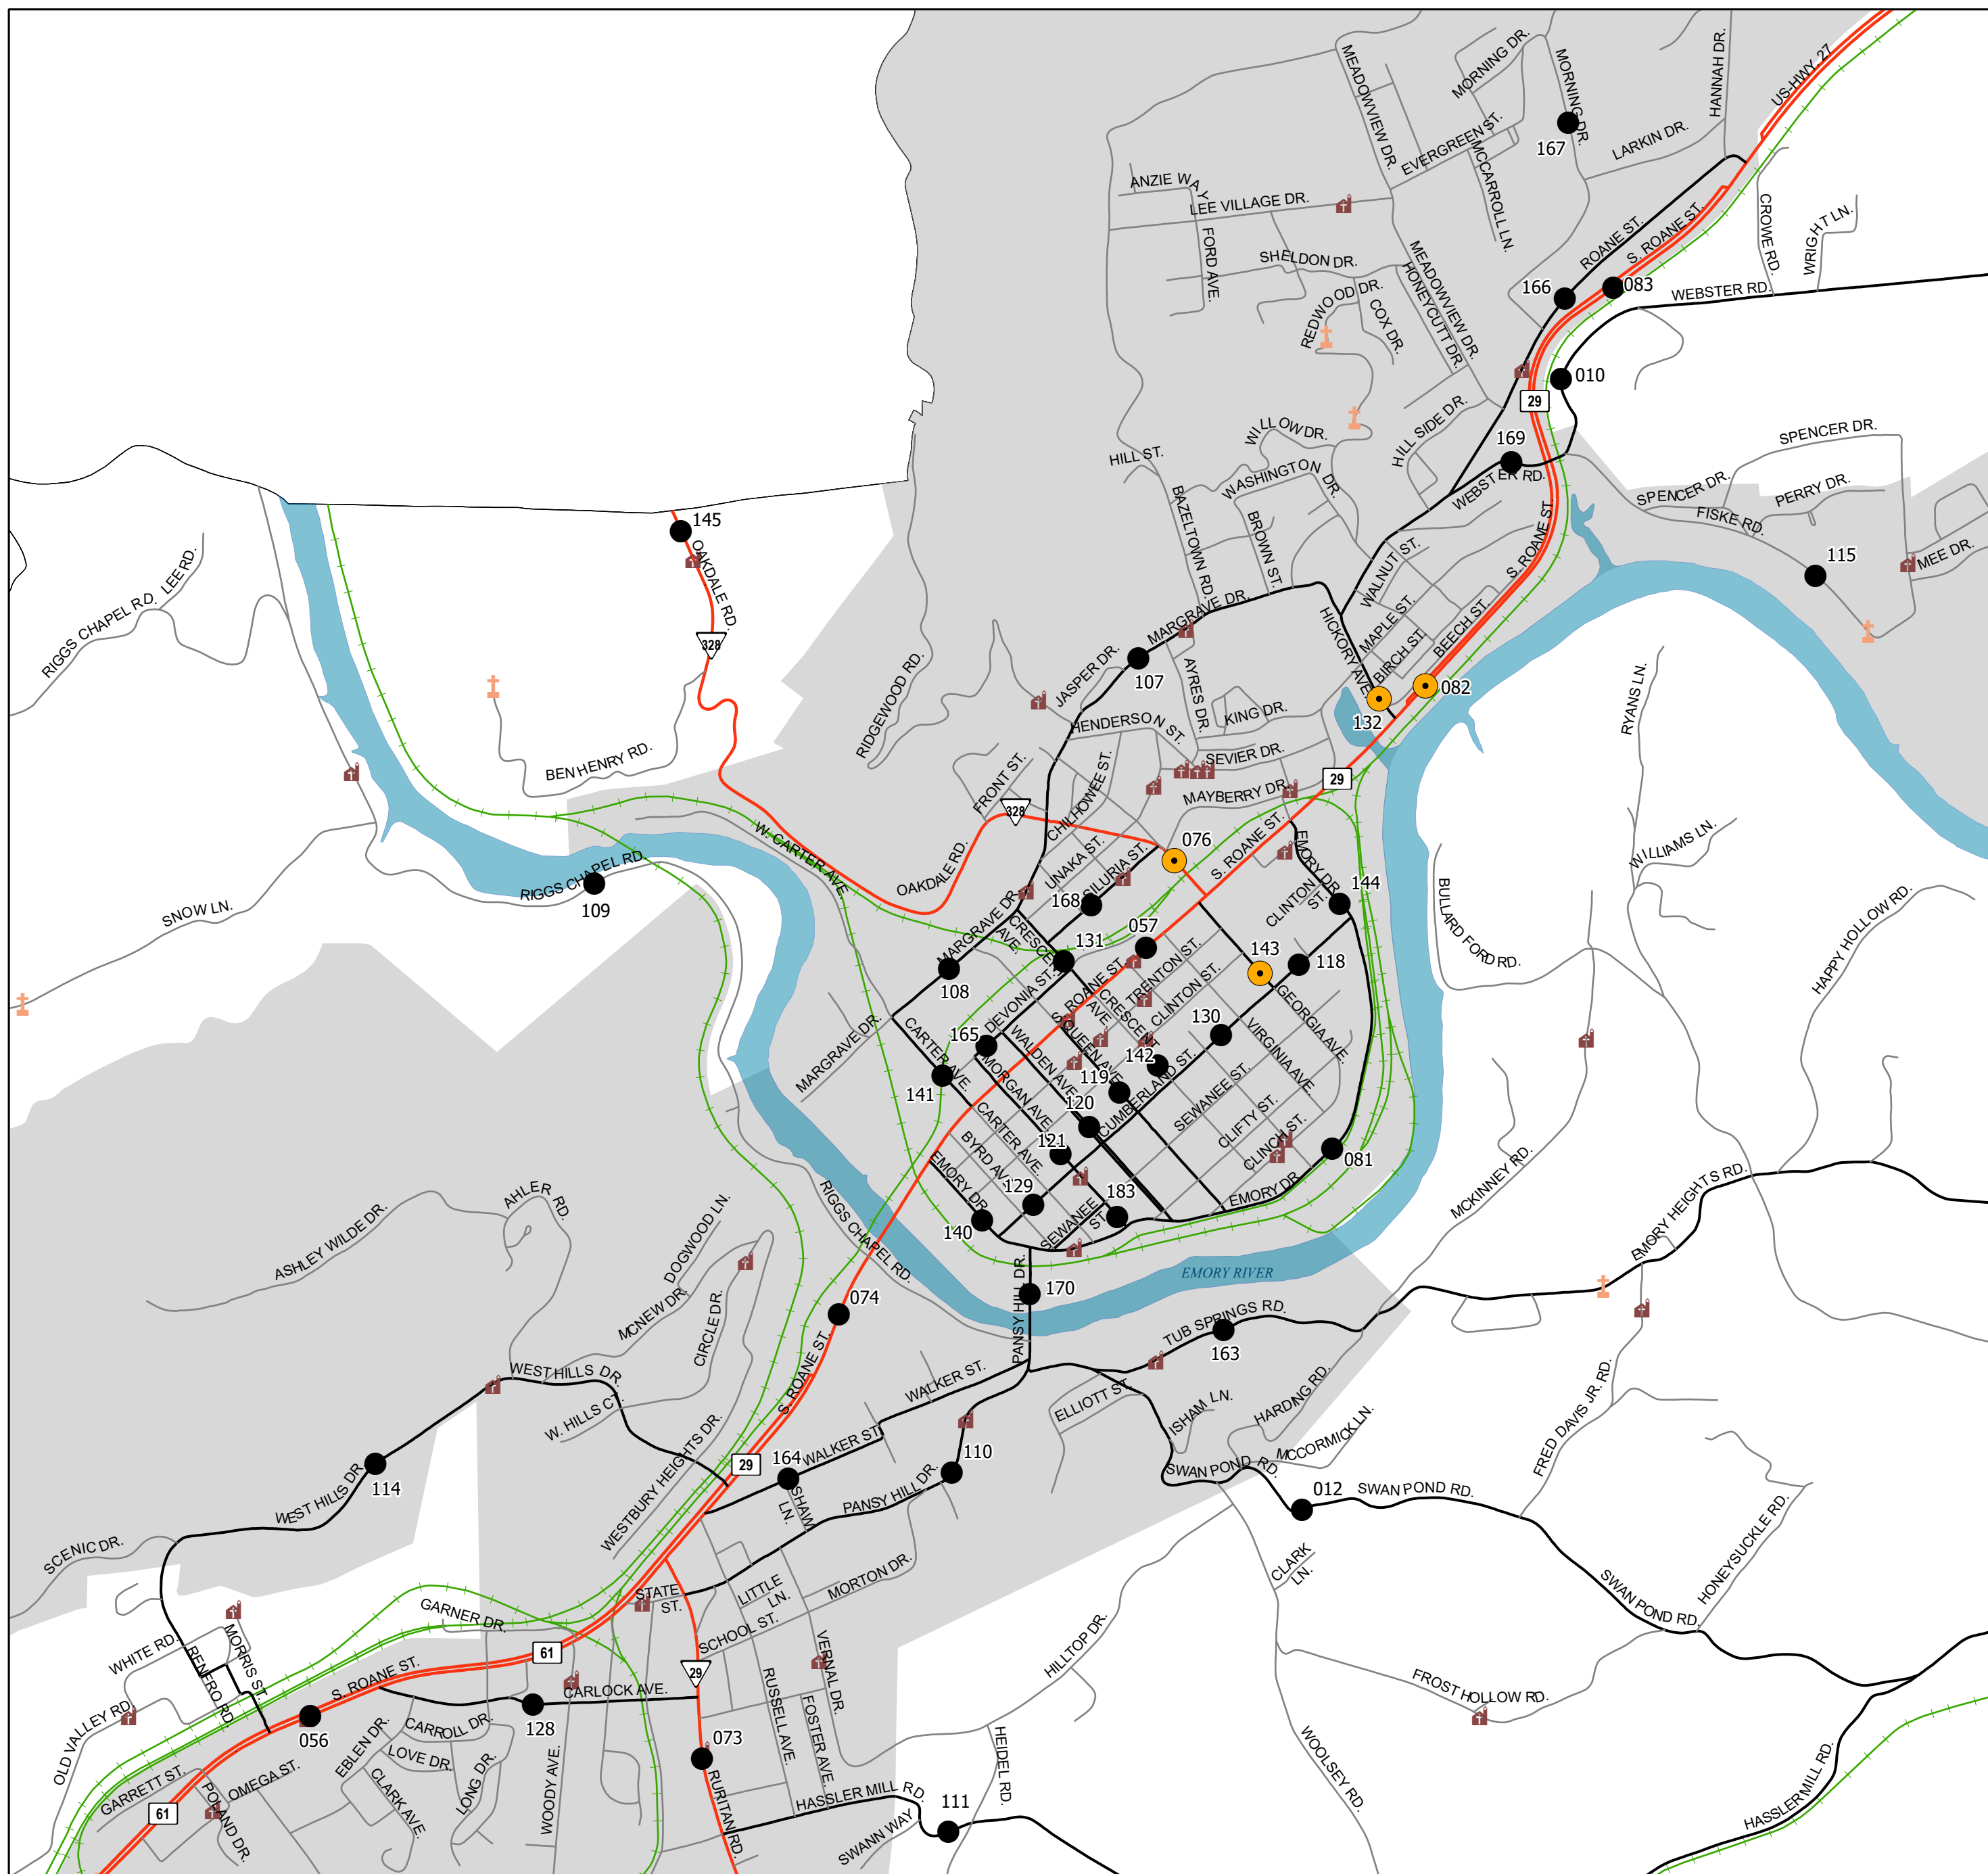 MEADOWVIEW DR.
MORNING DR.
MORNING DR.
HANNAH DR.
US-HWY. 27
EVERGREEN ST.
MCCARROLL LN.
167
LARKIN DR.
ANZIE WAY
LEE VILLAGE DR.
FORD AVE.
CROWE RD.
WRIGHT LN.
ROANE ST.
S. ROANE ST.
SHELDON DR.
MEADOWVIEW DR.
HONEYCUTT DR.
REDWOOD DR.
COX DR.
166
083
WEBSTER RD.
010
29
HILL SIDE DR.
WILLOW DR.
169
SPENCER DR.
HILL ST.
WASHINGTON DR.
WEBSTER RD.
SPENCER DR.
PERRY DR.
FISKE RD.
BAZELTOWN RD.
BROWN ST.
145
OAKDALE RD.
S. ROANE ST.
WALNUT ST.
115
MEE DR.
LEE RD.
RIGGS CHAPEL RD.
328
MARGRAVE DR.
HICKORY AVE.
MAPLE ST.
BIRCH ST.
BEECH ST.
JASPER DR.
107
AYRES DR.
RIDGEWOOD RD.
082
132
RYANS LN.
HENDERSON ST.
KING DR.
BEN HENRY RD.
FRONT ST.
CHILHOWEE ST.
SEVIER DR.
29
MAYBERRY DR.
328
W. CARTER AVE.
OAKDALE RD.
UNAKA ST.
SILURIA ST.
076
S. ROANE ST.
EMORY DR.
WILLIAMS LN.
RIGGS CHAPEL RD.
109
SNOW LN.
168
CLINTON ST.
144
BULLARD FORD RD.
HAPPY HOLLOW RD.
MARGRAVE DR.
CRESCENT AVE.
131
057
143
118
108
DEVONIA ST.
ROANE ST.
TRENTON ST.
CRESCENT AVE.
CLINTON ST.
GEORGIA AVE.
165
MARGRAVE DR.
CARTER AVE.
WALDEN AVE.
S QUEEN AVE.
130
VIRGINIA AVE.
142
141
MORGAN AVE.
119
120
CUMBERLAND ST.
SEWANEE ST.
CLIFTY ST.
CLINCH ST.
CARTER AVE.
BYRD AVE.
121
081
EMORY DR.
129
183
SEWANEE ST.
EMORY DR.
140
MCKINNEY RD.
EMORY HEIGHTS RD.
AHLER RD.
ASHLEY WILDE DR.
DOGWOOD LN.
RIGGS CHAPEL RD.
PANSY HILL DR.
EMORY RIVER
170
074
MCNEW DR.
CIRCLE DR.
TUB SPRINGS RD.
163
S. ROANE ST.
WEST HILLS DR.
W. HILLS CT.
WALKER ST.
ELLIOTT ST.
ISHAM LN.
HARDING RD.
FRED DAVIS JR. RD.
WESTBURY HEIGHTS DR.
29
164
WALKER ST.
110
MCCORMICK LN.
SWAN POND RD.
114
WEST HILLS DR.
SHAW LN.
PANSY HILL DR.
012
SWAN POND RD.
HONEYSUCKLE RD.
SCENIC DR.
CLARK LN.
STATE ST.
LITTLE LN.
MORTON DR.
SWAN POND RD.
GARNER DR.
WHITE RD.
MORRIS ST.
RENFRO RD.
SCHOOL ST.
VERNAL DR.
HILLTOP DR.
61
29
S. ROANE ST.
CARLOCK AVE.
RUSSELL AVE.
FOSTER AVE.
FROST HOLLOW RD.
OLD VALLEY RD.
056
128
073
EBLEN DR.
CARROLL DR.
LOVE DR.
LONG DR.
CLARK AVE.
WOODY AVE.
HEIDEL RD.
WOOLSEY RD.
HASSLER MILL RD.
GARRETT ST.
OMEGA ST.
POLAND DR.
61
RURITAN RD.
HASSLER MILL RD.
111
SWANN WAY